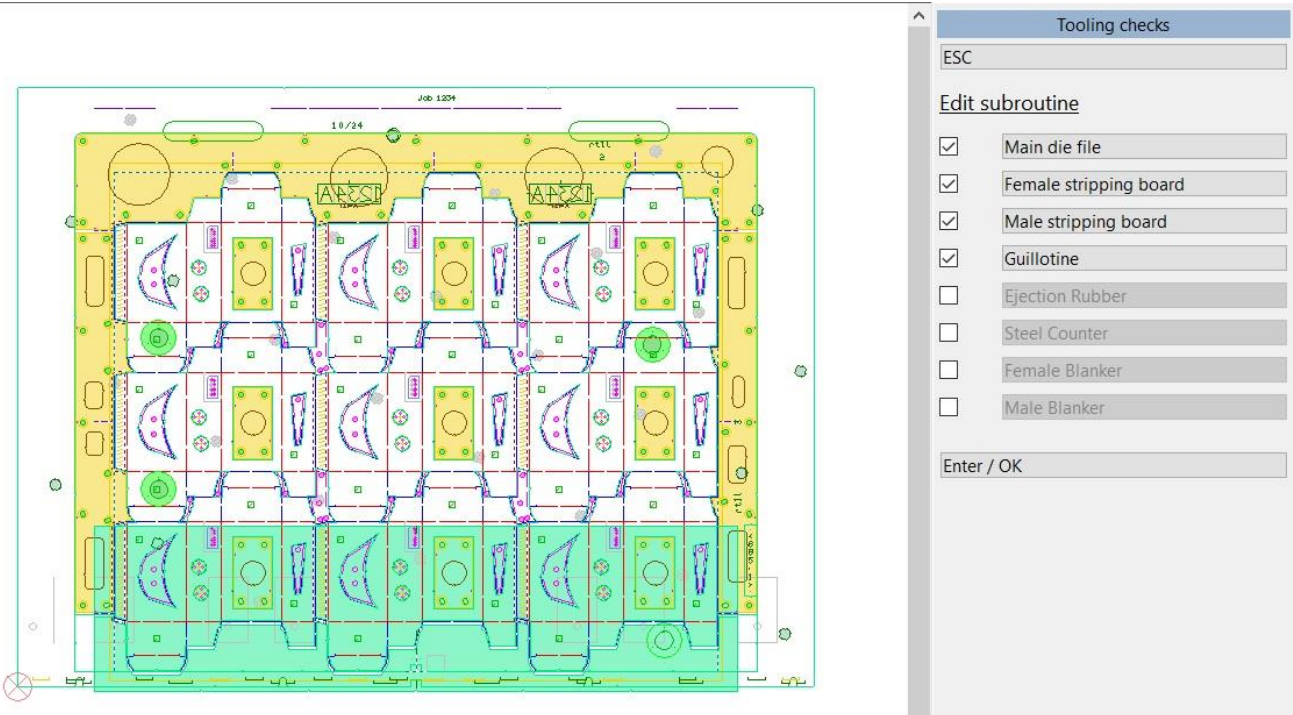 Tooling checks
ESC
Edit subroutine
Main die file
Female stripping board
Male stripping board
Guillotine
Ejection Rubber
Steel Counter
Female Blanker
Male Blanker
Enter / OK
Job 1234
10/24